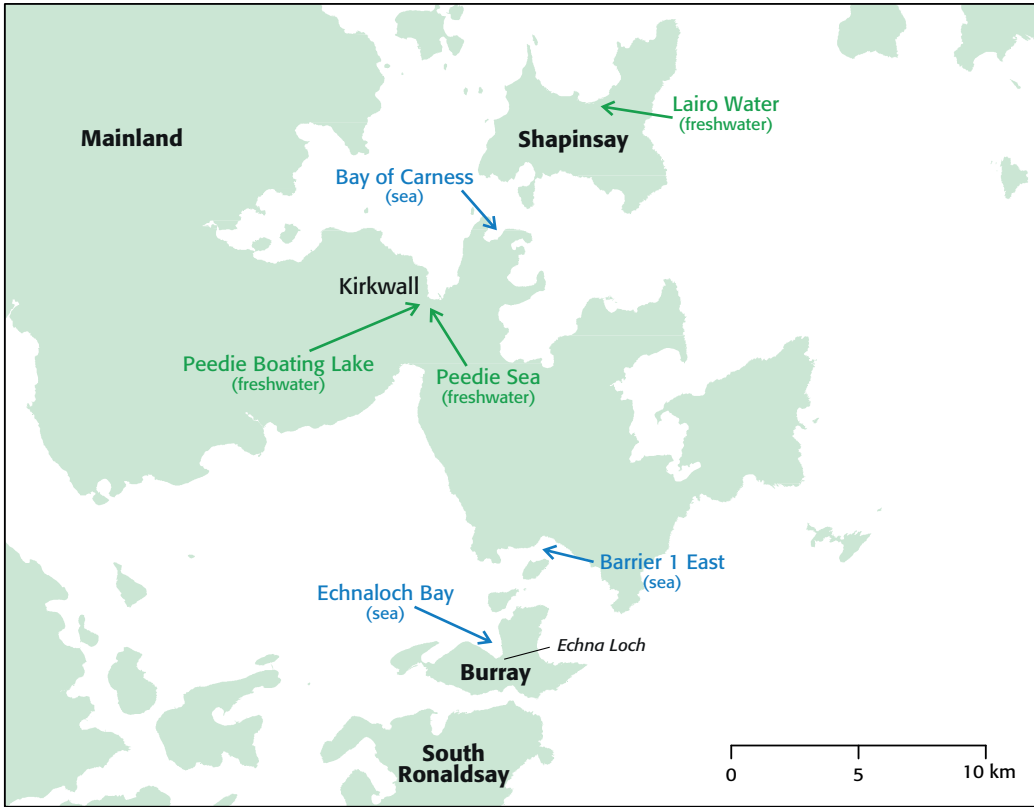 Lairo Water
(freshwater)
Mainland
Shapinsay
Bay of Carness
(sea)
Kirkwall
Peedie Boating Lake
(freshwater)
Peedie Sea
(freshwater)
Barrier 1 East
(sea)
Echnaloch Bay
(sea)
Echna Loch
Burray
South
Ronaldsay
0
5
10 km